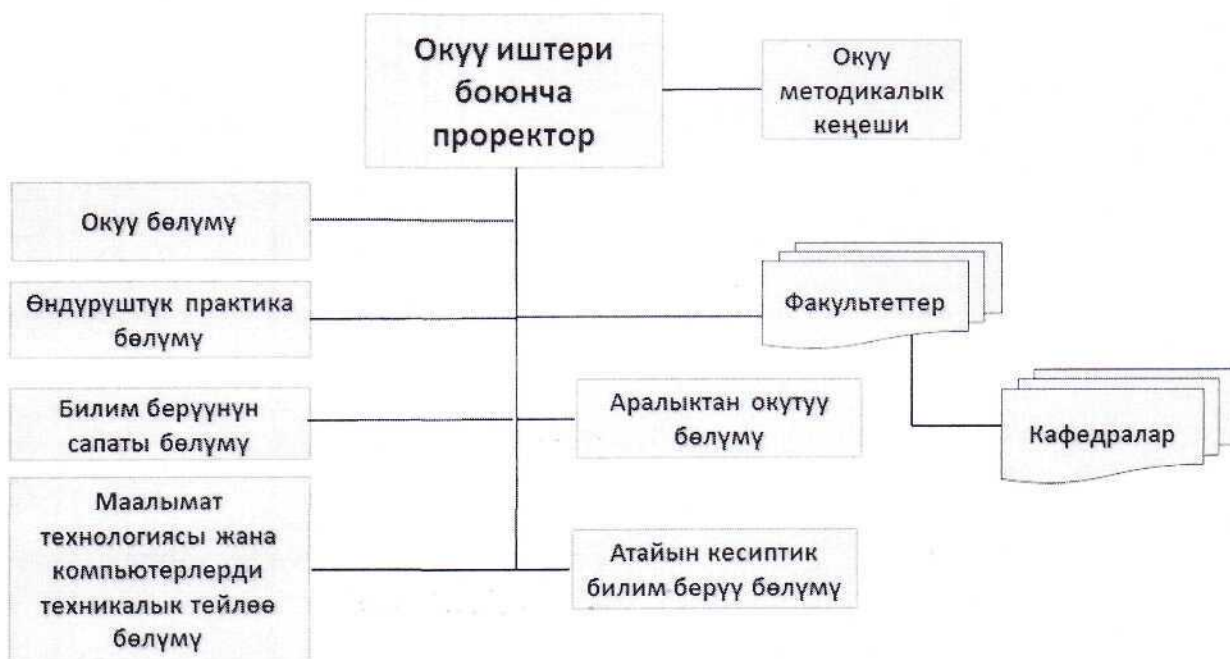 Окуу иштери
боюнча
проректор
Окуу
методикалык
кеңеши
Окуу бөлүмү
Өндүрүштүк практика
бөлүмү
Факультеттер
Билим берүүнүн
сапаты бөлүмү
Аралыктан окутуу
бөлүмү
Кафедралар
Маалымат
технологиясы жана
компьютерлерди
техникалык тейлөө
бөлүмү
Атайын кесиптик
билим берүү бөлүмү